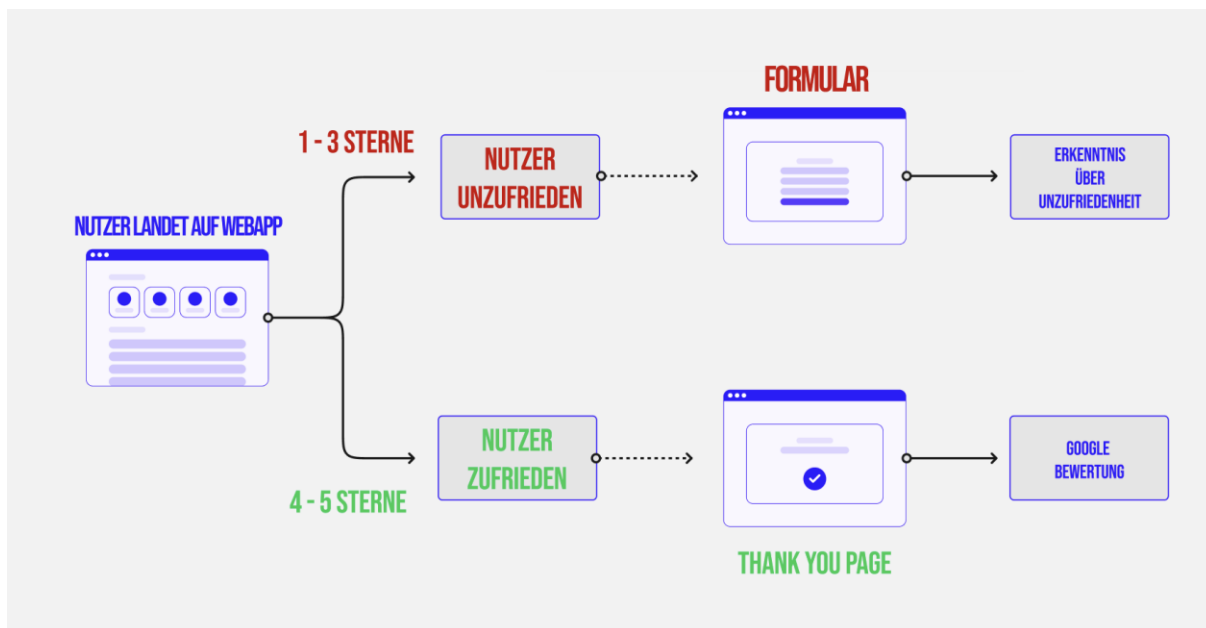 FORMULAR
1 - 3 STERNE
NUTZER
UNZUFRIEDEN
ERKENNTNIS
ÜBER
UNZUFRIEDENHEIT
NUTZER LANDET AUF WEBAPP
NUTZER
ZUFRIEDEN
GOOGLE
BEWERTUNG
4 - 5 STERNE
THANK YOU PAGE